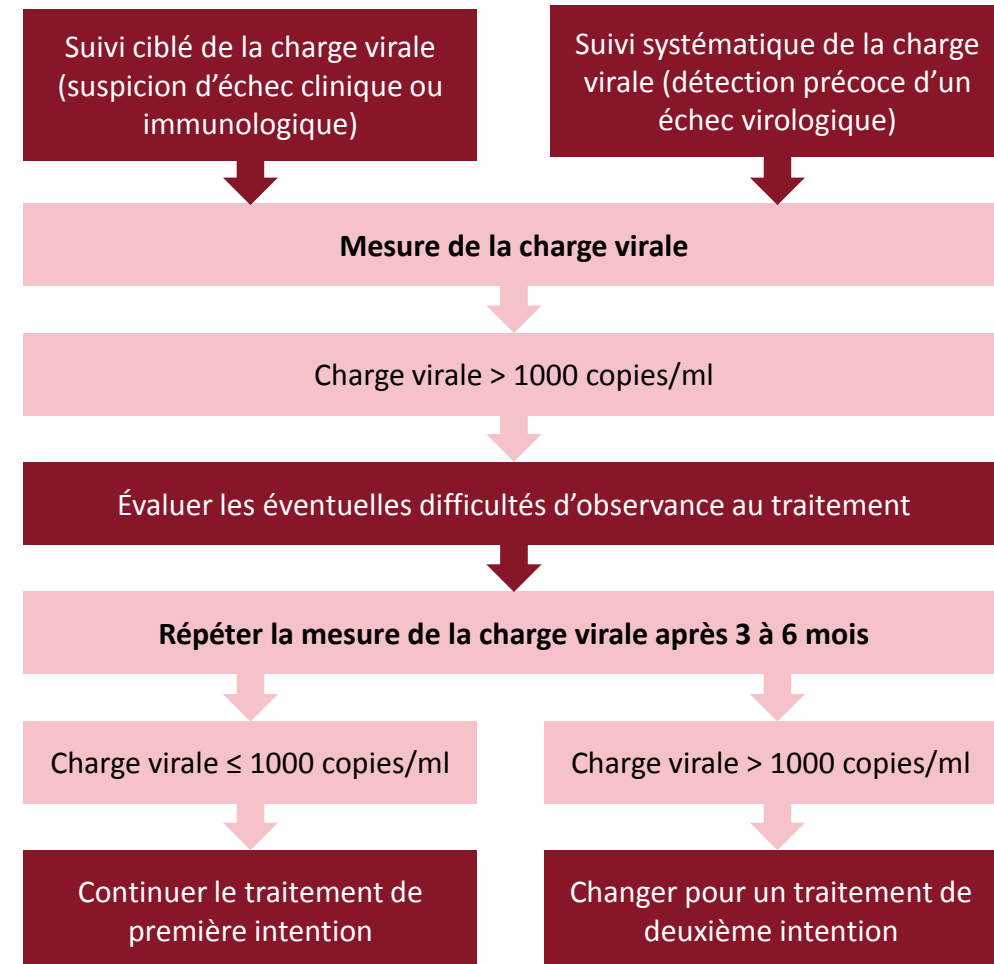 Suivi ciblé de la charge virale
(suspicion d’échec clinique ou
immunologique)
Suivi systématique de la charge
virale (détection précoce d’un
échec virologique)
Mesure de la charge virale
Charge virale > 1000 copies/ml
Évaluer les éventuelles difficultés d’observance au traitement
Répéter la mesure de la charge virale après 3 à 6 mois
Charge virale ≤ 1000 copies/ml
Charge virale > 1000 copies/ml
Continuer le traitement de
première intention
Changer pour un traitement de
deuxième intention